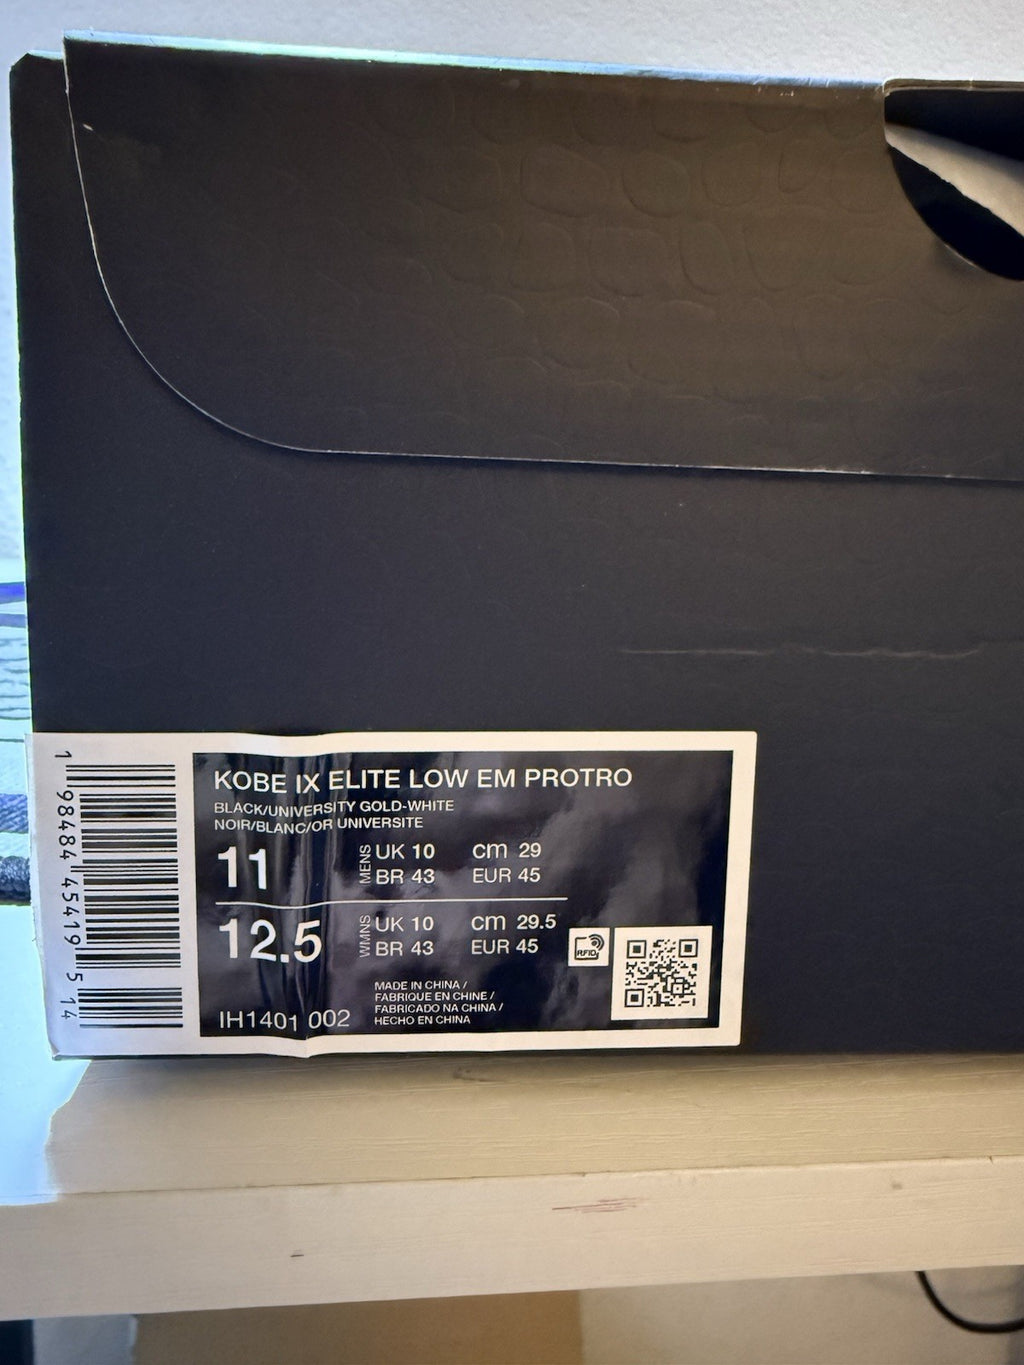 KOBE IX ELITE LOW EM PROTRO
BLACK/UNIVERSITY GOLD-WHITE
NOIR/BLANC/OR UNIVERSITE
11 MENS UK 10 cm 29
BR 43 EUR 45
12.5 WMNS UK 10 cm 29.5
BR 43 EUR 45
RFID
MADE IN CHINA /
FABRIQUE EN CHINE /
FABRICADO NA CHINA /
HECHO EN CHINA
IH1401 002
1 98484 45419 5 14